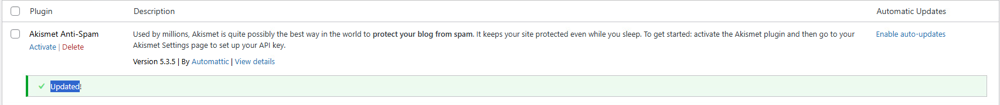 Plugin Description Automatic Updates
Akismet Anti-Spam Used by millions, Akismet is quite possibly the best way in the world to protect your blog from spam. It keeps your site protected even while you sleep. To get started: activate the Akismet plugin and then go to your Enable auto-updates
Activate | Delete Akismet Settings page to set up your API key.
Version 5.3.5 | By Automattic | View details
Updated!